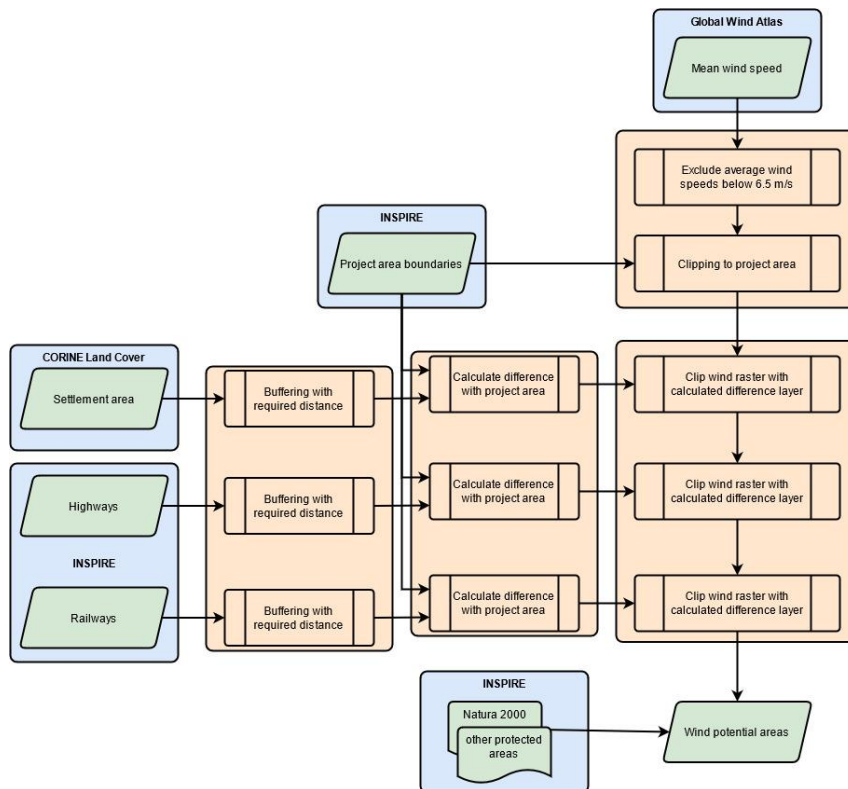 Global Wind Atlas
Mean wind speed
Exclude average wind
speeds below 6.5 m/s
INSPIRE
Project area boundaries
Clipping to project area
CORINE Land Cover
Settlement area
Buffering with
required distance
Calculate difference
with project area
Clip wind raster with
calculated difference layer
Highways
Buffering with
required distance
Calculate difference
with project area
Clip wind raster with
calculated difference layer
INSPIRE
Railways
Buffering with
required distance
Calculate difference
with project area
Clip wind raster with
calculated difference layer
INSPIRE
Natura 2000
other protected
areas
Wind potential areas